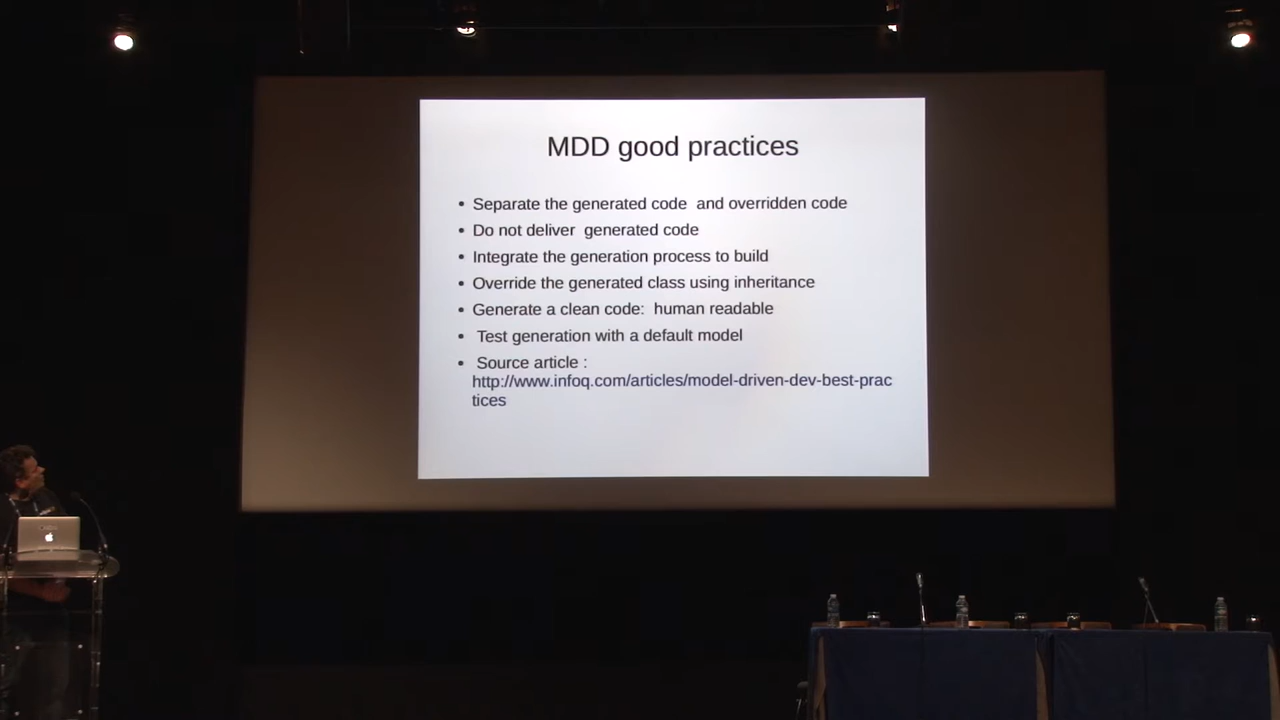 MDD good practices
• Separate the generated code and overridden code
• Do not deliver generated code
• Integrate the generation process to build
• Override the generated class using inheritance
• Generate a clean code: human readable
• Test generation with a default model
• Source article :
http://www.infoq.com/articles/model-driven-dev-best-prac
tices